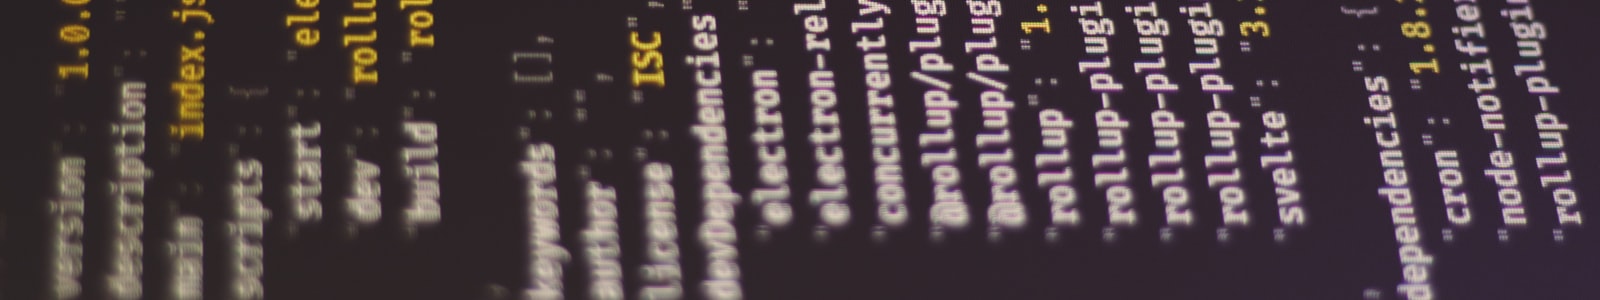 "version": "1.0.
"description": "
"main": "index.js
"scripts": {
"start": "ele
"dev": "rollu
"build": "rol
"keywords": [],
"author": "",
"license": "ISC",
"devDependencies"
"electron": "
"electron-rel
"concurrently
"@rollup/plug
"@rollup/plug
"rollup": "1.
"rollup-plugi
"rollup-plugi
"rollup-plugi
"svelte": "3.
"dependencies": {
"cron": "1.8.
"node-notifie
"rollup-plugi